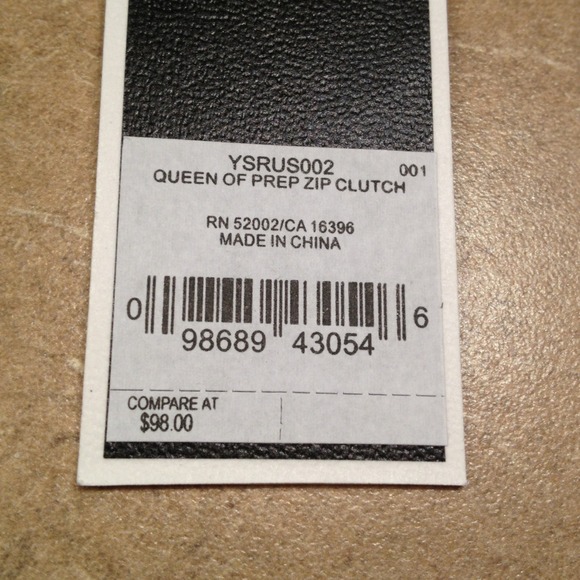 YSRUS002 001
QUEEN OF PREP ZIP CLUTCH
RN 52002/CA 16396
MADE IN CHINA
0 98689 43054 6
COMPARE AT
$98.00